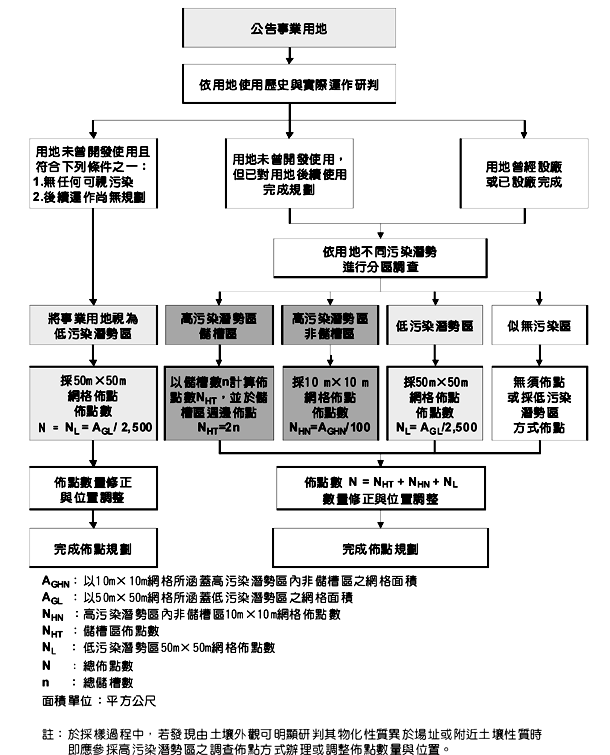 公告事業用地
依用地使用歷史與實際運作研判
用地未曾開發使用且
符合下列條件之一：
1.無任何可視污染
2.後續運作尚無規劃
用地未曾開發使用，
但已對用地後續使用
完成規劃
用地曾經設廠
或已設廠完成
依用地不同污染潛勢
進行分區調查
將事業用地視為
低污染潛勢區
高污染潛勢區
儲槽區
高污染潛勢區
非儲槽區
低污染潛勢區
似無污染區
採50m×50m
網格佈點
佈點數
N = NL = AGL/ 2,500
以儲槽數n計算佈
點數NHT，並於儲
槽區週邊佈點
NHT=2n
採10 m×10 m
網格佈點
佈點數
NHN=AGHN/100
採50m×50m
網格佈點
佈點數
NL= AGL/2,500
無須佈點
或採低污染
潛勢區
方式佈點
佈點數量修正
與位置調整
佈點數 N = NHT + NHN + NL
數量修正與位置調整
完成佈點規劃
完成佈點規劃
AGHN：以10m×10m網格所涵蓋高污染潛勢區內非儲槽區之網格面積
AGL：以50m×50m網格所涵蓋低污染潛勢區之網格面積
NHN：高污染潛勢區內非儲槽區10m×10m網格佈點數
NHT：儲槽區佈點數
NL：低污染潛勢區50m×50m網格佈點數
N：總佈點數
n：總儲槽數
面積單位：平方公尺
註：於採樣過程中，若發現由土壤外觀可明顯研判其物化性質異於場址或附近土壤性質時
即應參採高污染潛勢區之調查佈點方式辦理或調整佈點數量與位置。